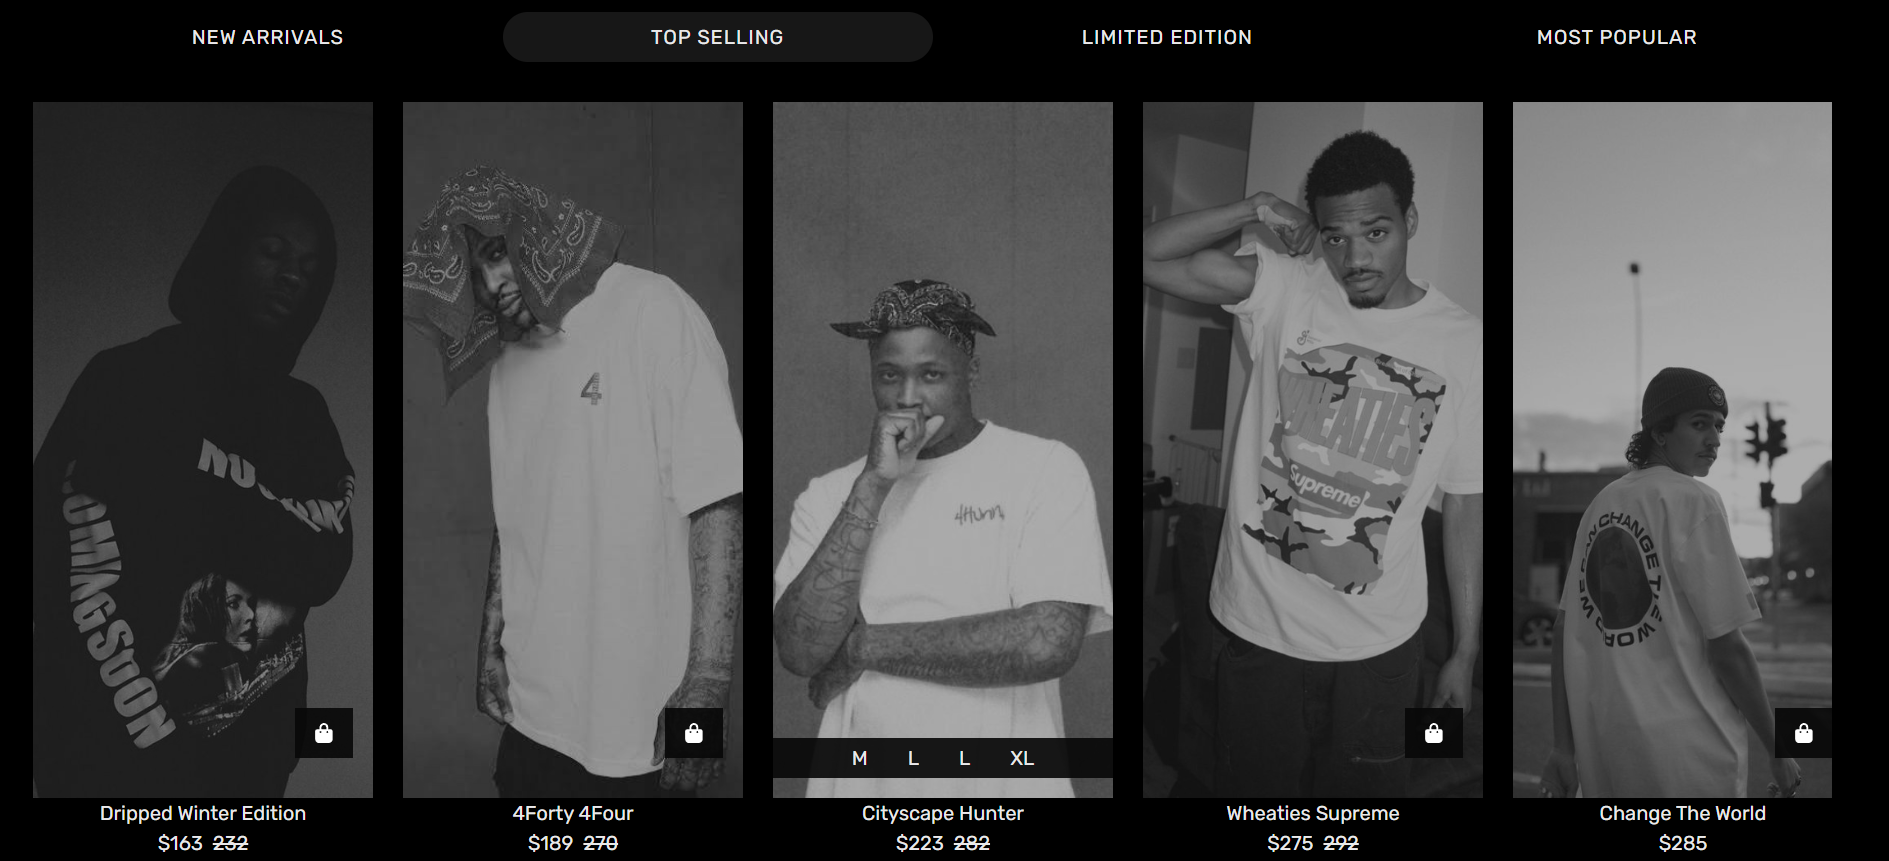 NEW ARRIVALS TOP SELLING LIMITED EDITION MOST POPULAR
4
4Hunn
WHEATIES
Supreme
CHANGE THE WORLD WE CAN
OMINGSOON
M L L XL
Dripped Winter Edition
$163 232
4Forty 4Four
$189 270
Cityscape Hunter
$223 282
Wheaties Supreme
$275 292
Change The World
$285